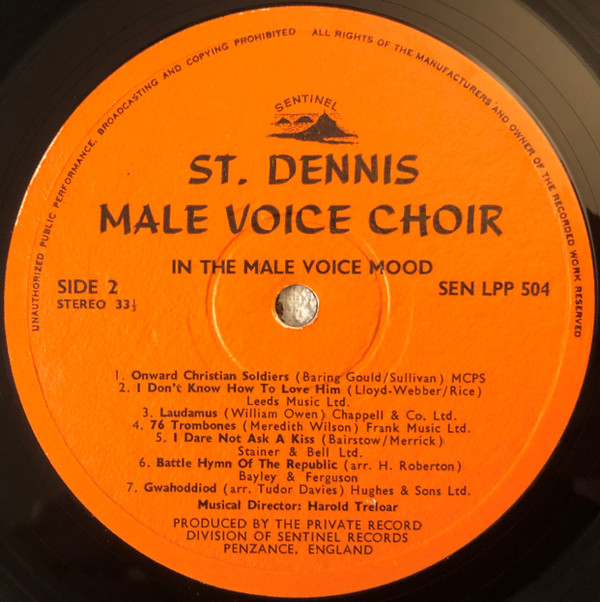 UNAUTHORIZED PUBLIC PERFORMANCE, BROADCASTING AND COPYING PROHIBITED ALL RIGHTS OF THE MANUFACTURERS AND OWNER OF THE RECORDED WORK RESERVED
SENTINEL
ST. DENNIS
MALE VOICE CHOIR
IN THE MALE VOICE MOOD
SIDE 2
STEREO 33⅓
SEN LPP 504
1. Onward Christian Soldiers (Baring Gould/Sullivan) MCPS
2. I Don't Know How To Love Him (Lloyd-Webber/Rice)
Leeds Music Ltd.
3. Laudamus (William Owen) Chappell & Co. Ltd.
4. 76 Trombones (Meredith Wilson) Frank Music Ltd.
5. I Dare Not Ask A Kiss (Bairstow/Merrick)
Stainer & Bell Ltd.
6. Battle Hymn Of The Republic (arr. H. Roberton)
Bayley & Ferguson
7. Gwahoddiod (arr. Tudor Davies) Hughes & Sons Ltd.
Musical Director: Harold Treloar
PRODUCED BY THE PRIVATE RECORD
DIVISION OF SENTINEL RECORDS
PENZANCE, ENGLAND